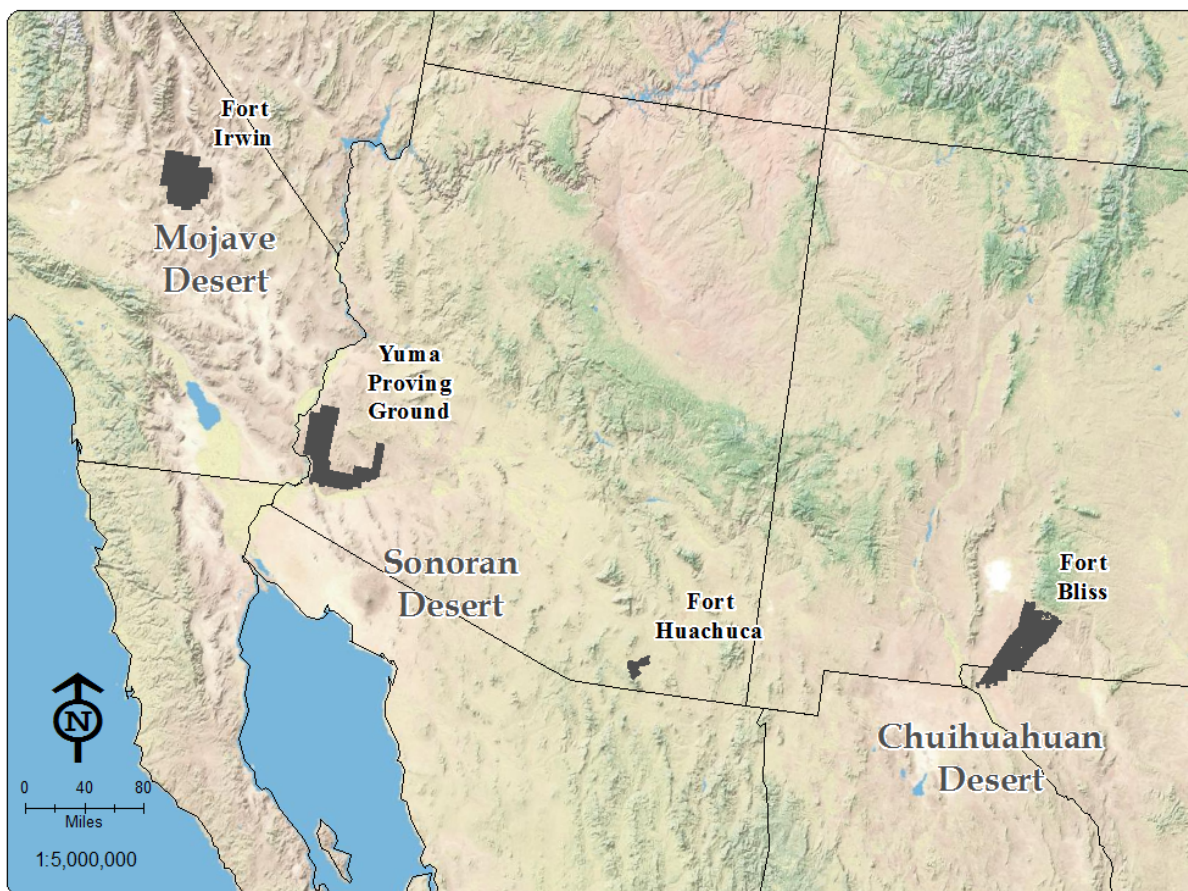 Fort
Irwin
Mojave
Desert
Yuma
Proving
Ground
Sonoran
Desert
Fort
Huachuca
Fort
Bliss
Chuihuahuan
Desert
N
0 40 80
Miles
1:5,000,000